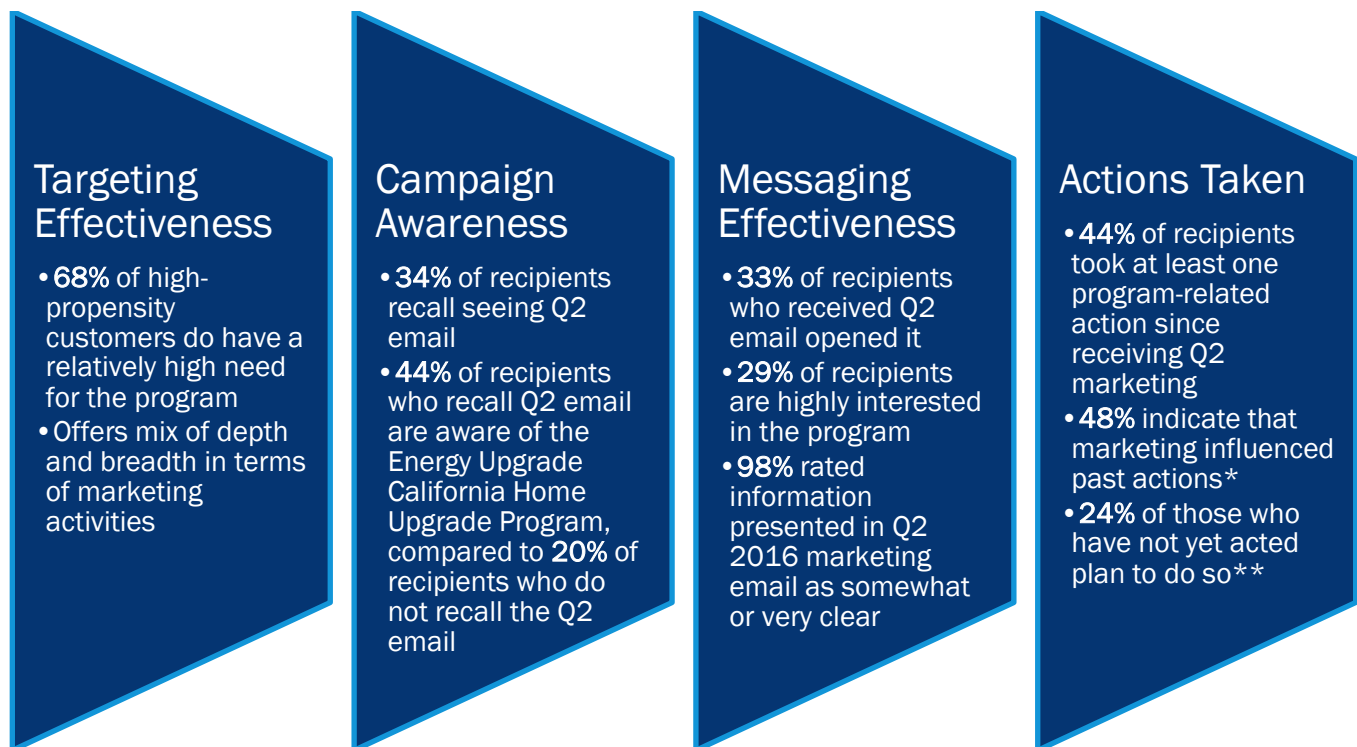 Targeting
Effectiveness
•68% of high-
propensity
customers do have a
relatively high need
for the program
•Offers mix of depth
and breadth in terms
of marketing
activities
Campaign
Awareness
•34% of recipients
recall seeing Q2
email
•44% of recipients
who recall Q2 email
are aware of the
Energy Upgrade
California Home
Upgrade Program,
compared to 20% of
recipients who do
not recall the Q2
email
Messaging
Effectiveness
•33% of recipients
who received Q2
email opened it
•29% of recipients
are highly interested
in the program
•98% rated
information
presented in Q2
2016 marketing
email as somewhat
or very clear
Actions Taken
•44% of recipients
took at least one
program-related
action since
receiving Q2
marketing
•48% indicate that
marketing influenced
past actions*
•24% of those who
have not yet acted
plan to do so**